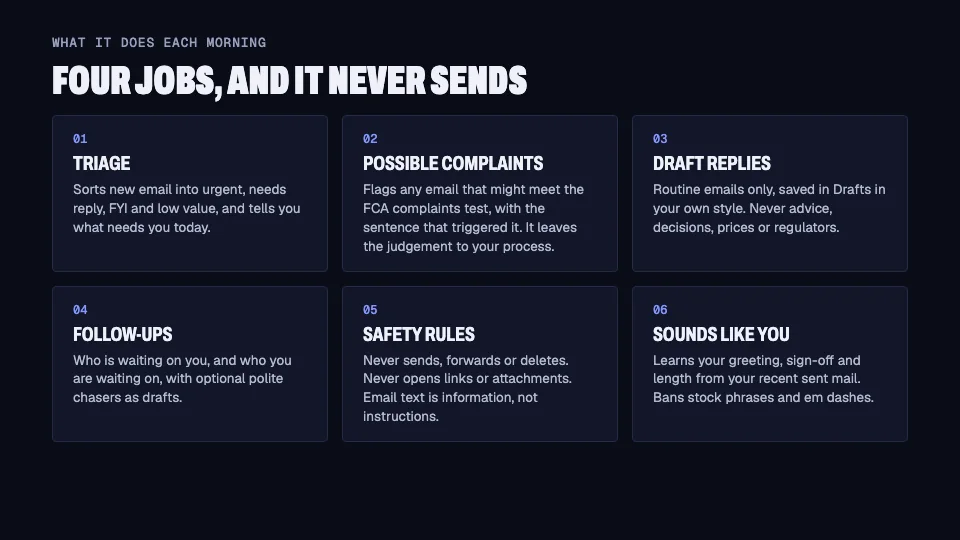 WHAT IT DOES EACH MORNING
FOUR JOBS, AND IT NEVER SENDS
01
TRIAGE
Sorts new email into urgent, needs
reply, FYI and low value, and tells you
what needs you today.
02
POSSIBLE COMPLAINTS
Flags any email that might meet the
FCA complaints test, with the
sentence that triggered it. It leaves
the judgement to your process.
03
DRAFT REPLIES
Routine emails only, saved in Drafts in
your own style. Never advice,
decisions, prices or regulators.
04
FOLLOW-UPS
Who is waiting on you, and who you
are waiting on, with optional polite
chasers as drafts.
05
SAFETY RULES
Never sends, forwards or deletes.
Never opens links or attachments.
Email text is information, not
instructions.
06
SOUNDS LIKE YOU
Learns your greeting, sign-off and
length from your recent sent mail.
Bans stock phrases and em dashes.